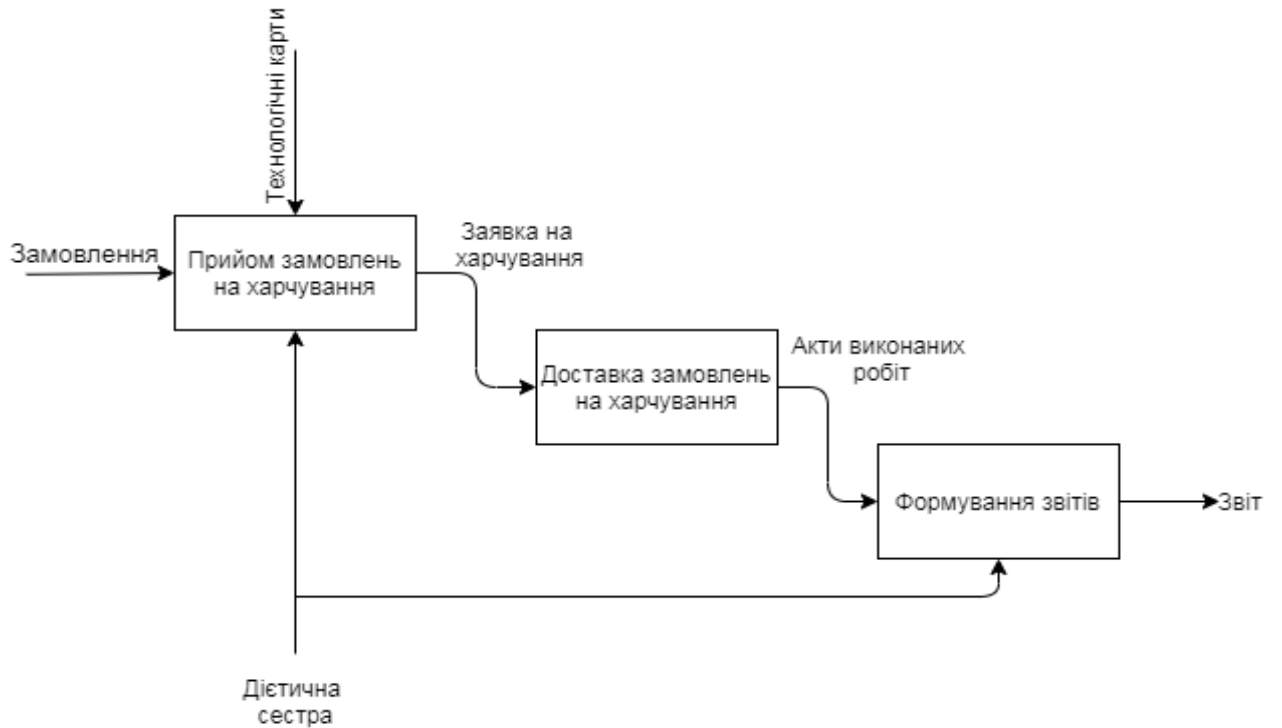 Технологічні карти
Замовлення
Прийом замовлень
на харчування
Заявка на
харчування
Доставка замовлень
на харчування
Акти виконаних
робіт
Формування звітів
Звіт
Дієтична
сестра